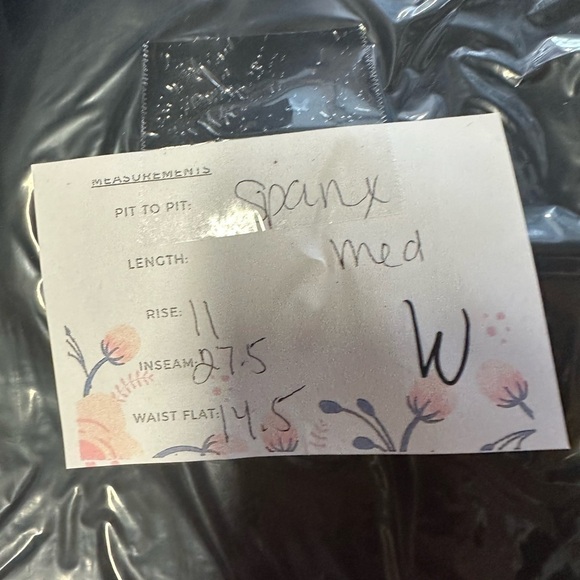 MEASUREMENTS
PIT TO PIT: Spanx
LENGTH: med
RISE: 11
INSEAM: 27.5
W
WAIST FLAT: 14.5